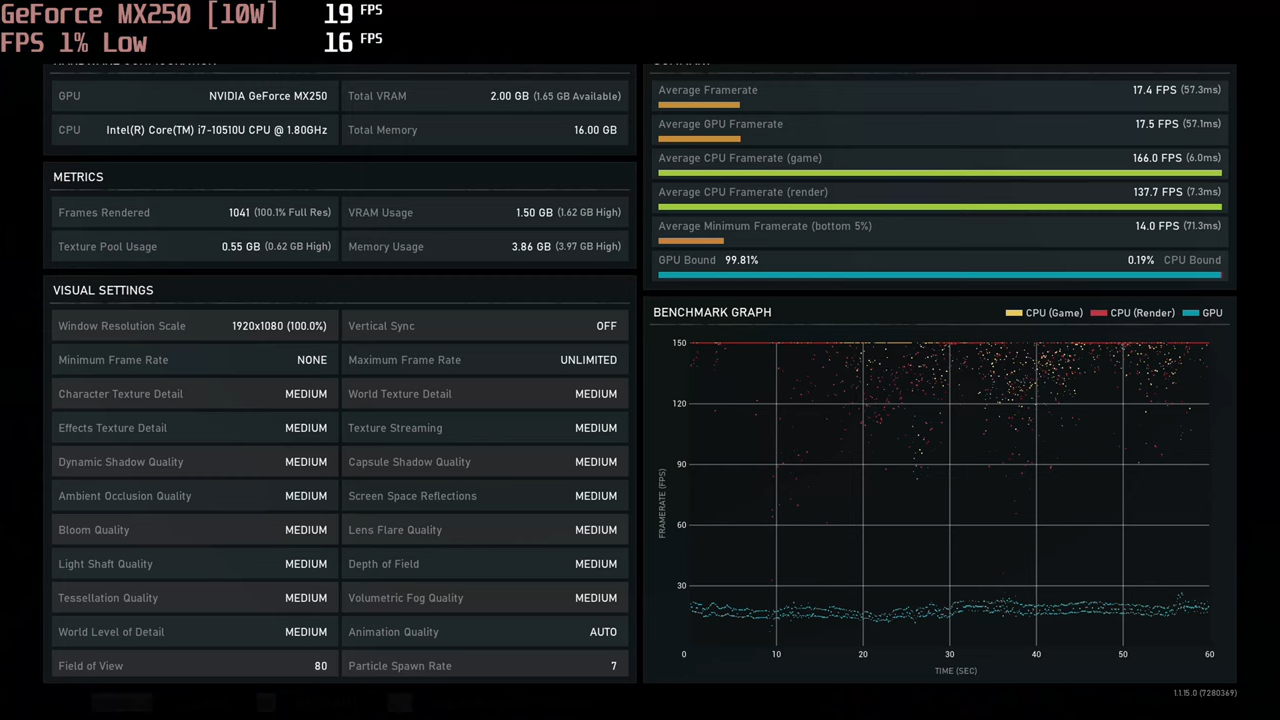 GeForce MX250 [10W] 19 FPS
FPS 1% Low 16 FPS
GPU NVIDIA GeForce MX250
Total VRAM 2.00 GB (1.65 GB Available)
CPU Intel(R) Core(TM) i7-10510U CPU @ 1.80GHz
Total Memory 16.00 GB
METRICS
Frames Rendered 1041 (100.1% Full Res)
VRAM Usage 1.50 GB (1.62 GB High)
Texture Pool Usage 0.55 GB (0.62 GB High)
Memory Usage 3.86 GB (3.97 GB High)
VISUAL SETTINGS
Window Resolution Scale 1920x1080 (100.0%)
Vertical Sync OFF
Minimum Frame Rate NONE
Maximum Frame Rate UNLIMITED
Character Texture Detail MEDIUM
World Texture Detail MEDIUM
Effects Texture Detail MEDIUM
Texture Streaming MEDIUM
Dynamic Shadow Quality MEDIUM
Capsule Shadow Quality MEDIUM
Ambient Occlusion Quality MEDIUM
Screen Space Reflections MEDIUM
Bloom Quality MEDIUM
Lens Flare Quality MEDIUM
Light Shaft Quality MEDIUM
Depth of Field MEDIUM
Tessellation Quality MEDIUM
Volumetric Fog Quality MEDIUM
World Level of Detail MEDIUM
Animation Quality AUTO
Field of View 80
Particle Spawn Rate 7
Average Framerate 17.4 FPS (57.3ms)
Average GPU Framerate 17.5 FPS (57.1ms)
Average CPU Framerate (game) 166.0 FPS (6.0ms)
Average CPU Framerate (render) 137.7 FPS (7.3ms)
Average Minimum Framerate (bottom 5%) 14.0 FPS (71.3ms)
GPU Bound 99.81% 0.19% CPU Bound
BENCHMARK GRAPH
CPU (Game) CPU (Render) GPU
150
120
90
60
30
FRAMERATE (FPS)
0 10 20 30 40 50 60
TIME (SEC)
1.1.15.0 (7280369)